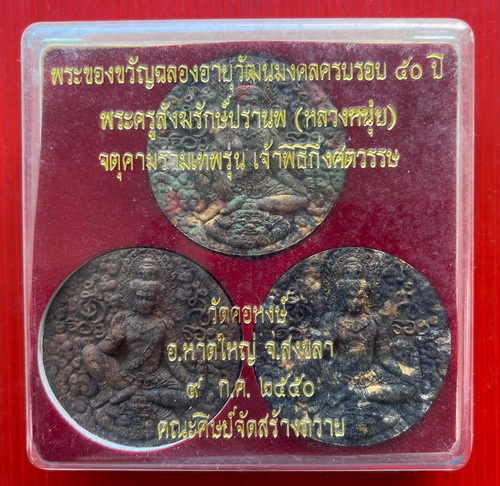 พระของขวัญฉลองอายุวัฒนมงคลครบรอบ ๕๐ ปี
พระครูสังฆรักษ์ปรานพ (หลวงหนุ่ย)
จตุคามรามเทพรุ่น เจ้าพิธีกึ่งศตวรรษ
วัดคอหงษ์
อ.หาดใหญ่ จ.สงขลา
๙ ก.ค. ๒๕๕๐
คณะศิษย์จัดสร้างถวาย